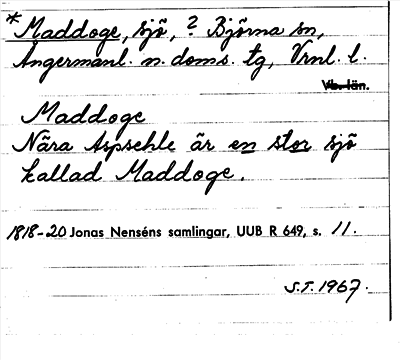 * Maddoge, sjö, ? Björna sn,
Ångermanl. n. doms. tg, Vrnl. l.
Vb. län.
Maddoge
Nära Aspsehle är en stor sjö
kallad Maddoge.
1818-20 Jonas Nenséns samlingar, UUB R 649, s. 11.
S.T. 1967.